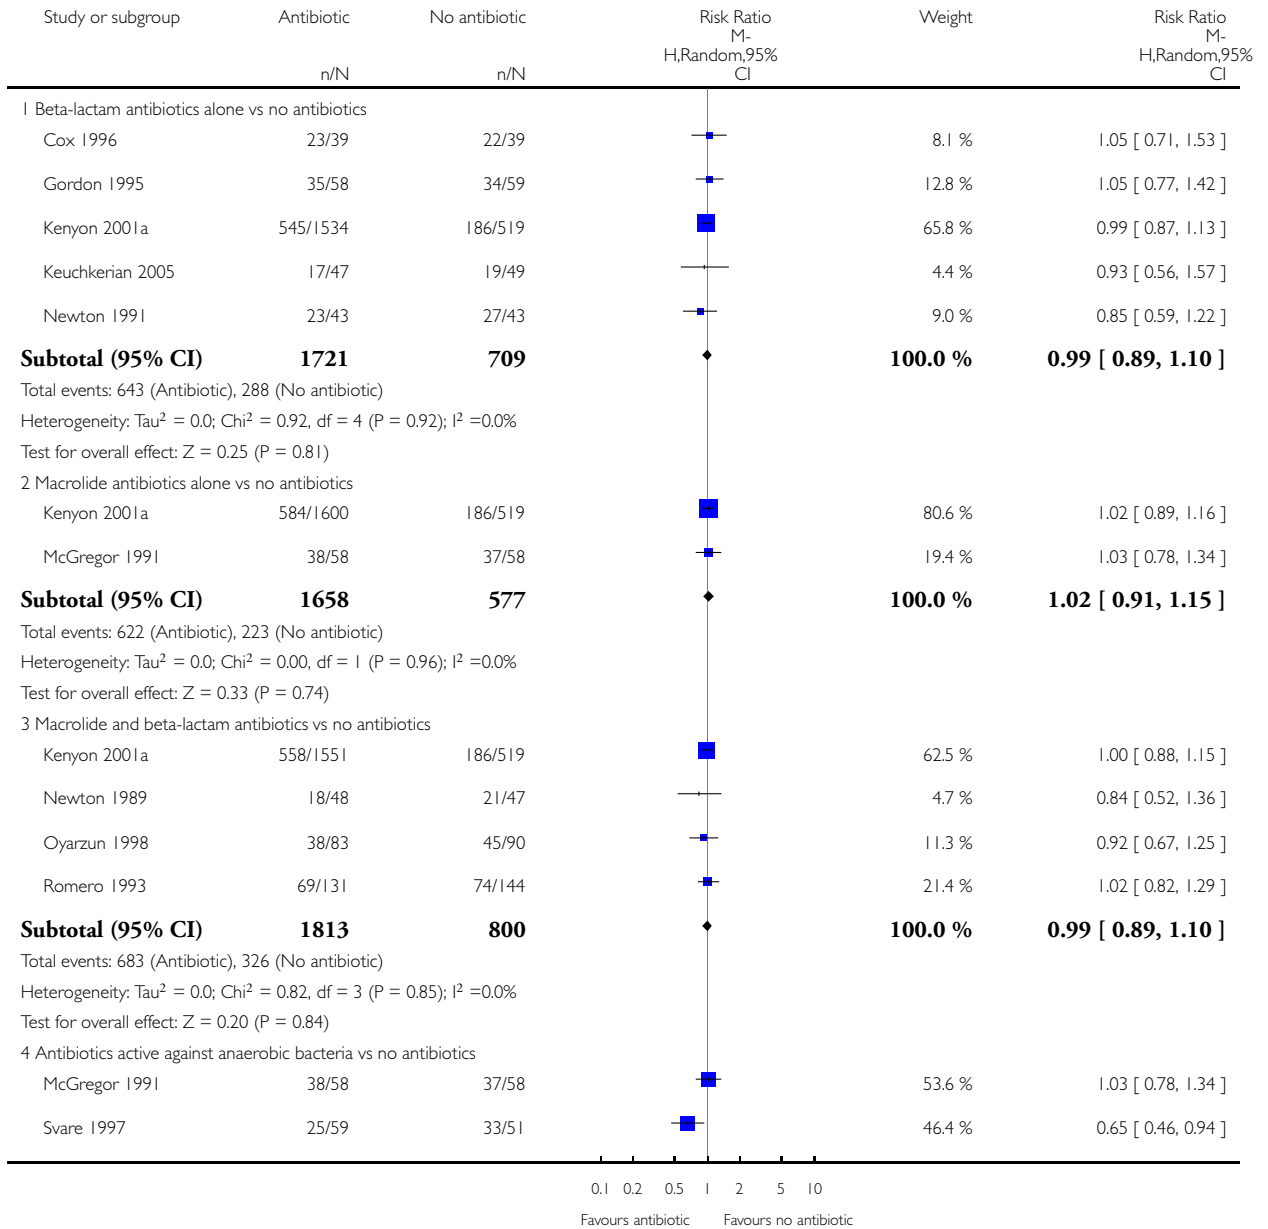 Study or subgroup Antibiotic No antibiotic Risk Ratio Weight Risk Ratio
M- M-
H,Random,95% H,Random,95%
n/N n/N CI CI
1 Beta-lactam antibiotics alone vs no antibiotics
Cox 1996 23/39 22/39 8.1 % 1.05 [ 0.71, 1.53 ]
Gordon 1995 35/58 34/59 12.8 % 1.05 [ 0.77, 1.42 ]
Kenyon 2001a 545/1534 186/519 65.8 % 0.99 [ 0.87, 1.13 ]
Keuchkerian 2005 17/47 19/49 4.4 % 0.93 [ 0.56, 1.57 ]
Newton 1991 23/43 27/43 9.0 % 0.85 [ 0.59, 1.22 ]
Subtotal (95% CI) 1721 709 100.0 % 0.99 [ 0.89, 1.10 ]
Total events: 643 (Antibiotic), 288 (No antibiotic)
Heterogeneity: Tau² = 0.0; Chi² = 0.92, df = 4 (P = 0.92); I² =0.0%
Test for overall effect: Z = 0.25 (P = 0.81)
2 Macrolide antibiotics alone vs no antibiotics
Kenyon 2001a 584/1600 186/519 80.6 % 1.02 [ 0.89, 1.16 ]
McGregor 1991 38/58 37/58 19.4 % 1.03 [ 0.78, 1.34 ]
Subtotal (95% CI) 1658 577 100.0 % 1.02 [ 0.91, 1.15 ]
Total events: 622 (Antibiotic), 223 (No antibiotic)
Heterogeneity: Tau² = 0.0; Chi² = 0.00, df = 1 (P = 0.96); I² =0.0%
Test for overall effect: Z = 0.33 (P = 0.74)
3 Macrolide and beta-lactam antibiotics vs no antibiotics
Kenyon 2001a 558/1551 186/519 62.5 % 1.00 [ 0.88, 1.15 ]
Newton 1989 18/48 21/47 4.7 % 0.84 [ 0.52, 1.36 ]
Oyarzun 1998 38/83 45/90 11.3 % 0.92 [ 0.67, 1.25 ]
Romero 1993 69/131 74/144 21.4 % 1.02 [ 0.82, 1.29 ]
Subtotal (95% CI) 1813 800 100.0 % 0.99 [ 0.89, 1.10 ]
Total events: 683 (Antibiotic), 326 (No antibiotic)
Heterogeneity: Tau² = 0.0; Chi² = 0.82, df = 3 (P = 0.85); I² =0.0%
Test for overall effect: Z = 0.20 (P = 0.84)
4 Antibiotics active against anaerobic bacteria vs no antibiotics
McGregor 1991 38/58 37/58 53.6 % 1.03 [ 0.78, 1.34 ]
Svare 1997 25/59 33/51 46.4 % 0.65 [ 0.46, 0.94 ]
0.1 0.2 0.5 1 2 5 10
Favours antibiotic Favours no antibiotic